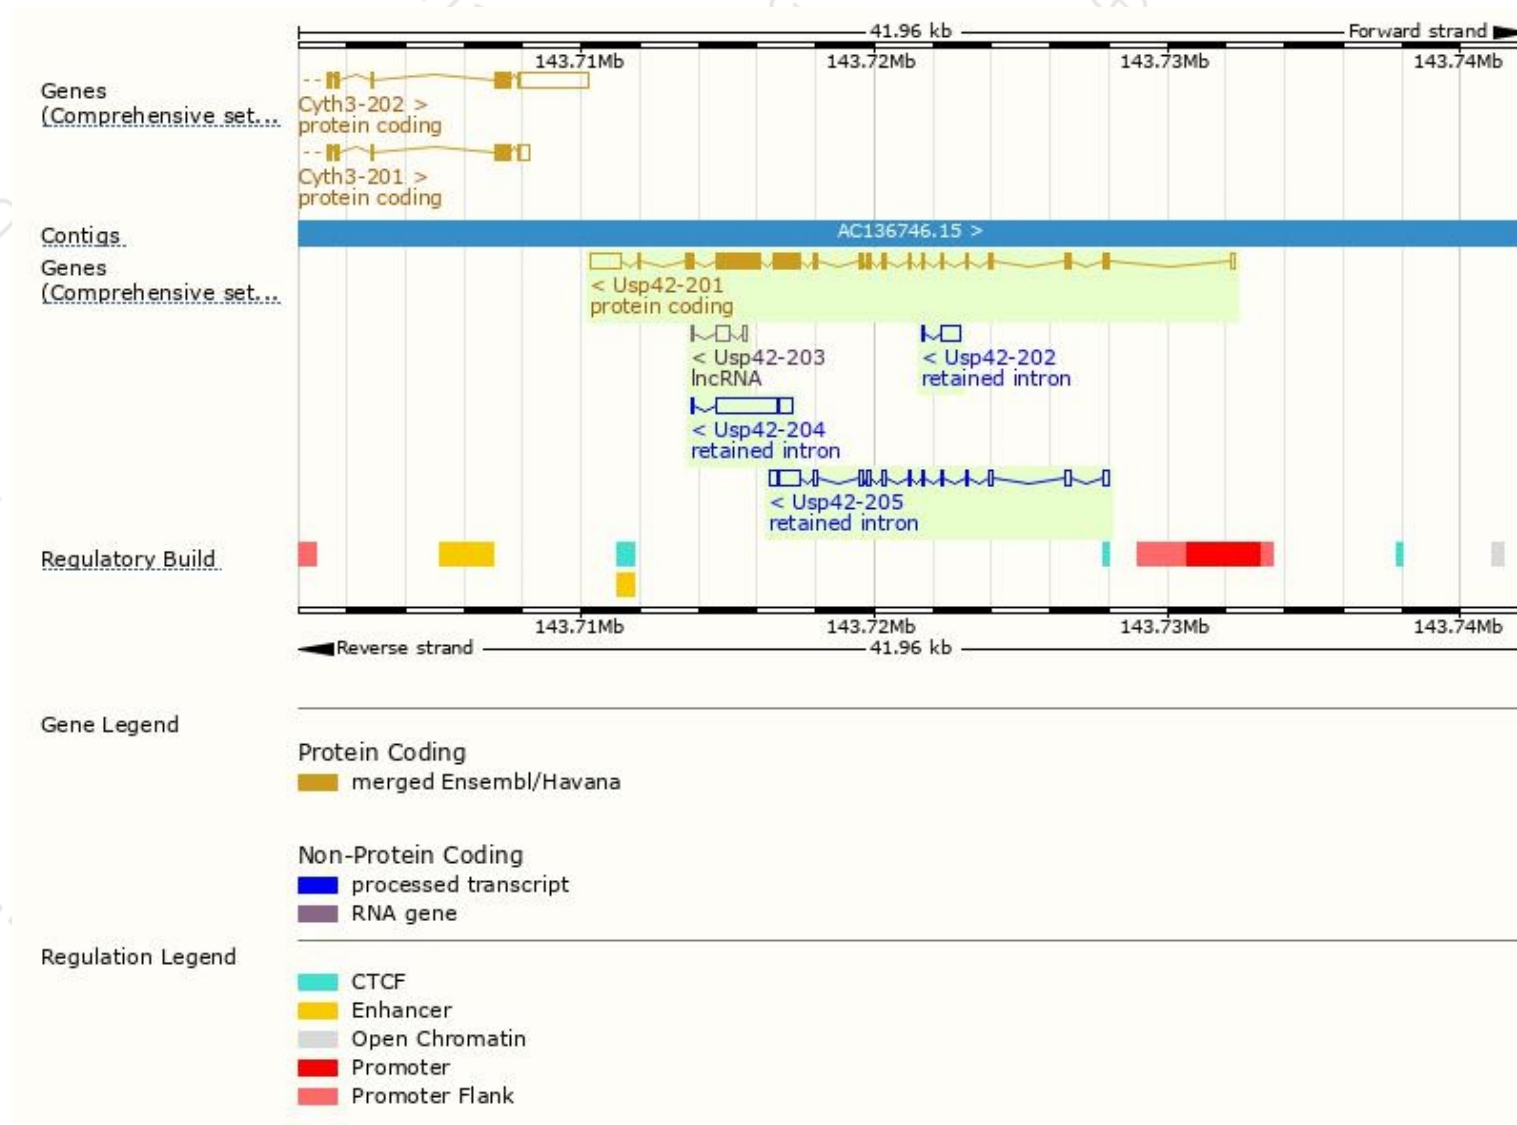 41.96 kb Forward strand
143.71Mb 143.72Mb 143.73Mb 143.74Mb
Genes
(Comprehensive set...
Cyth3-202 >
protein coding
Cyth3-201 >
protein coding
Contigs
AC136746.15 >
Genes
(Comprehensive set...
< Usp42-201
protein coding
< Usp42-203
lncRNA
< Usp42-202
retained intron
< Usp42-204
retained intron
< Usp42-205
retained intron
Regulatory Build
143.71Mb 143.72Mb 143.73Mb 143.74Mb
Reverse strand 41.96 kb
Gene Legend
Protein Coding
merged Ensembl/Havana
Non-Protein Coding
processed transcript
RNA gene
Regulation Legend
CTCF
Enhancer
Open Chromatin
Promoter
Promoter Flank